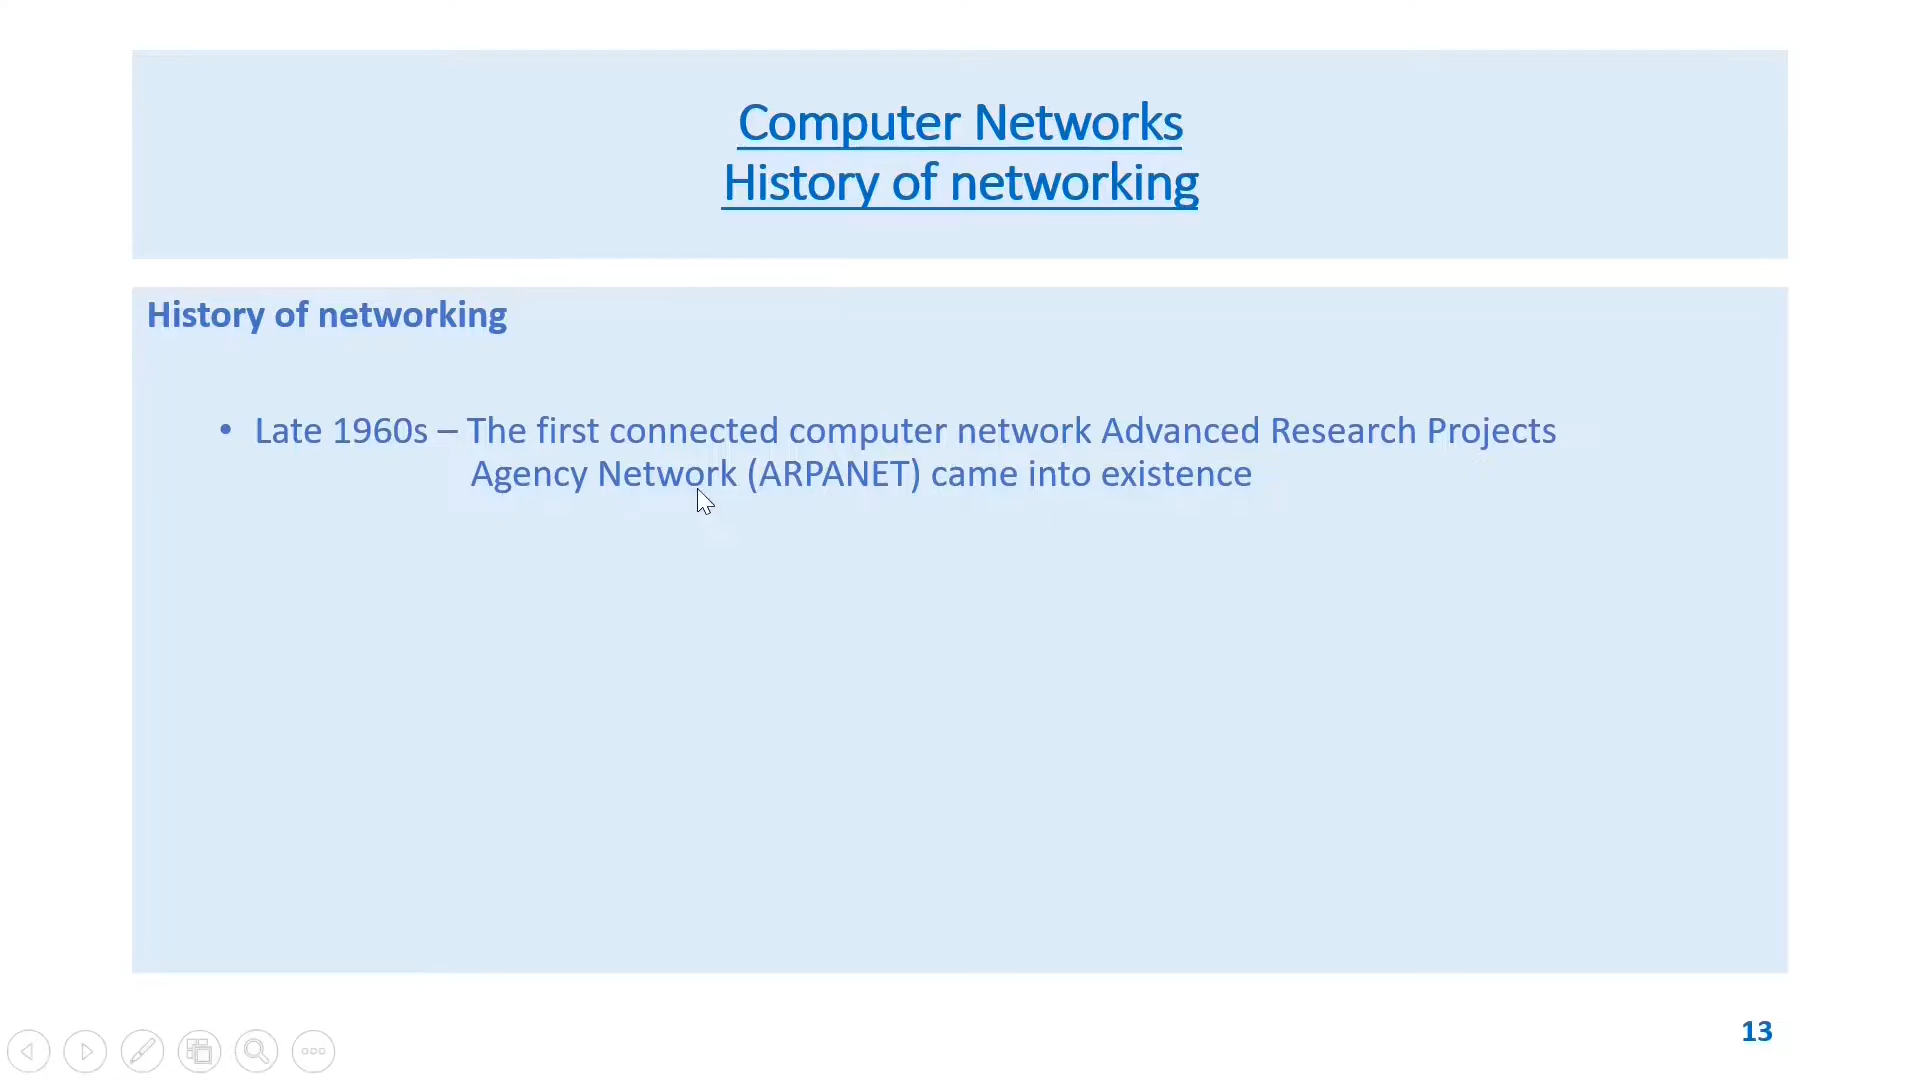 Computer Networks
History of networking
History of networking
• Late 1960s – The first connected computer network Advanced Research Projects
Agency Network (ARPANET) came into existence
13